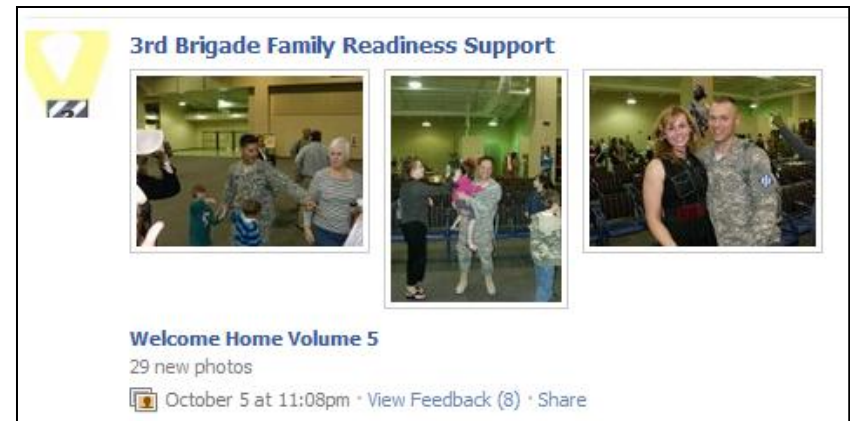 3rd Brigade Family Readiness Support
Welcome Home Volume 5
29 new photos
October 5 at 11:08pm · View Feedback (8) · Share